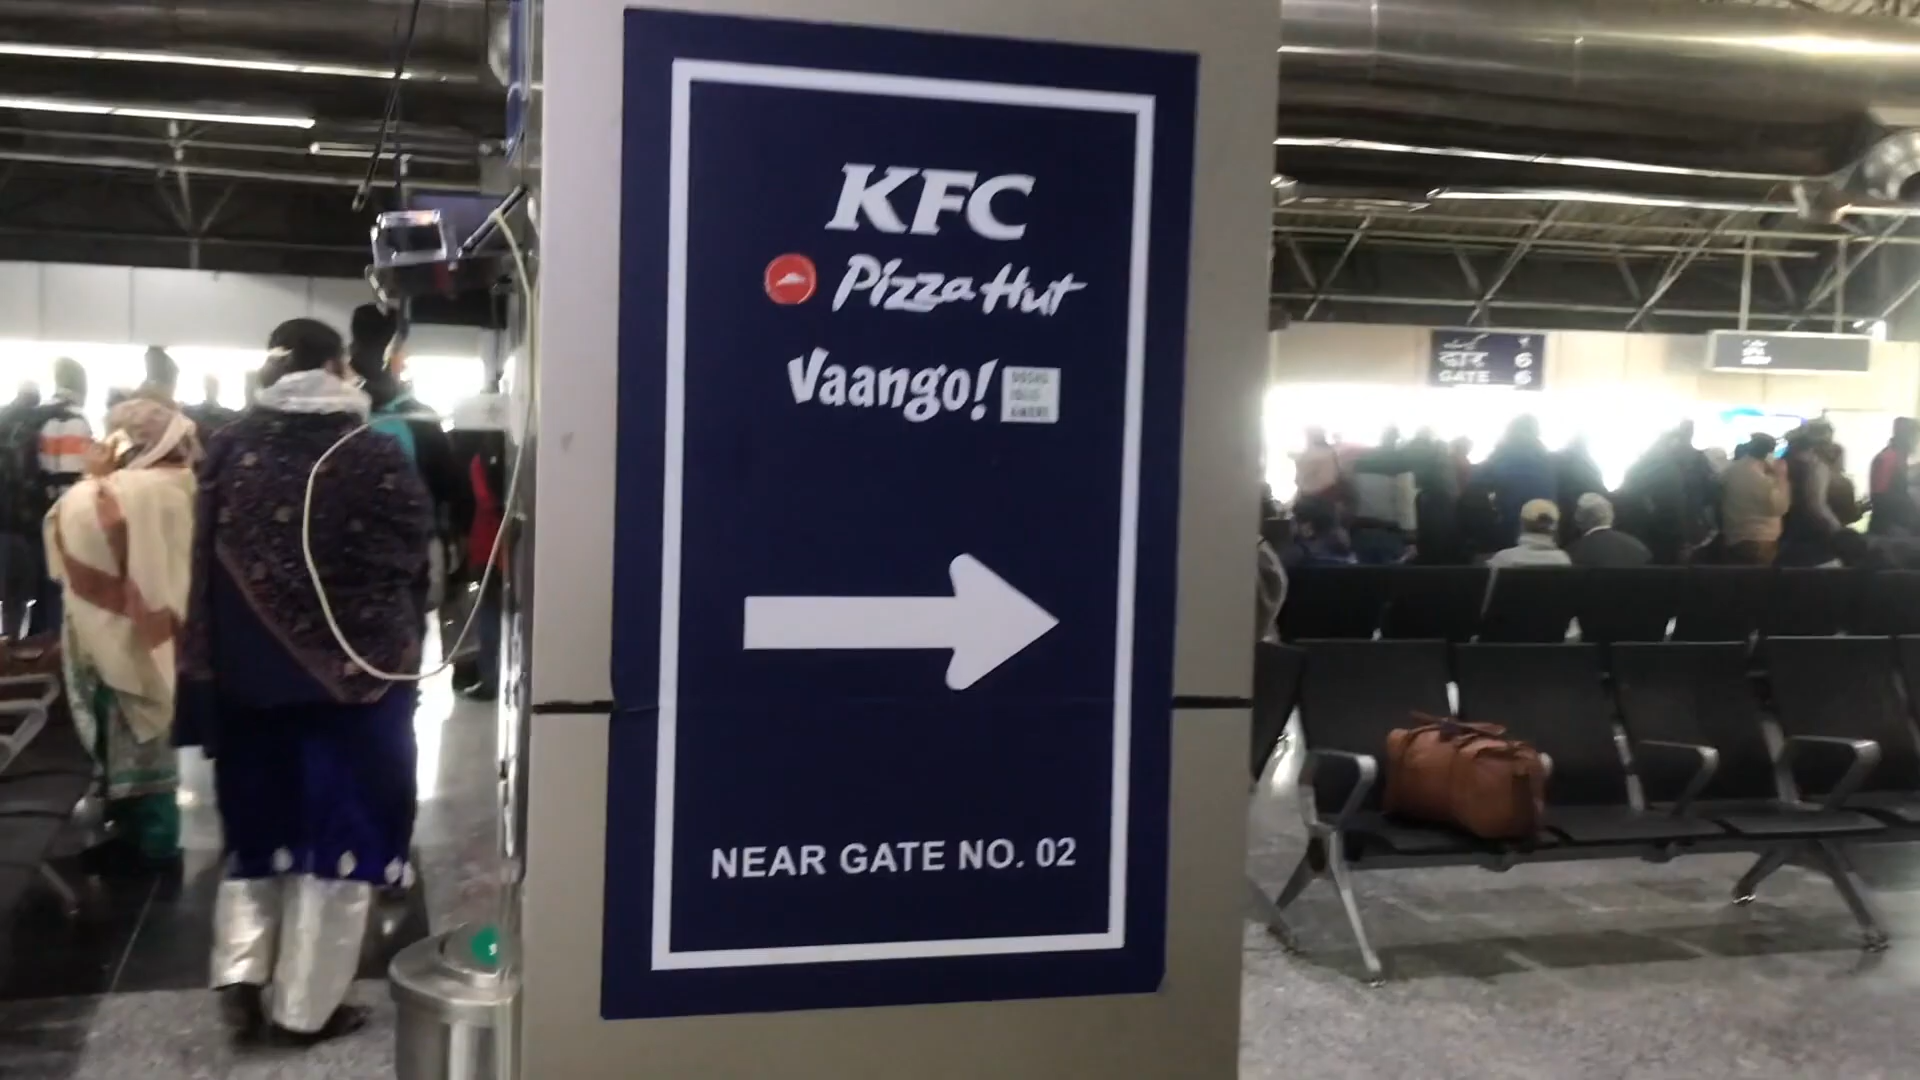 KFC
Pizza Hut
Vaango!
NEAR GATE NO. 02
द्वार 6
GATE 6